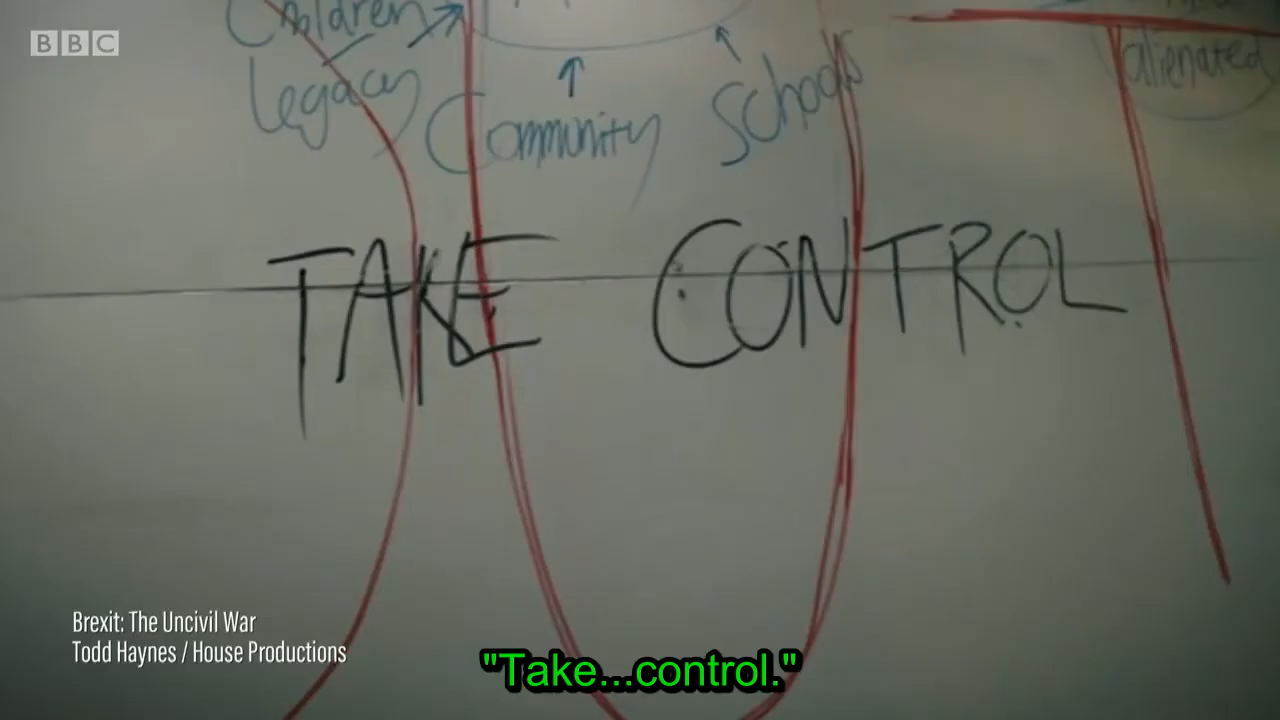 BBC
Children
Legacy
Community
Schools
alienated
TAKE CONTROL
Brexit: The Uncivil War
Todd Haynes / House Productions
"Take...control."